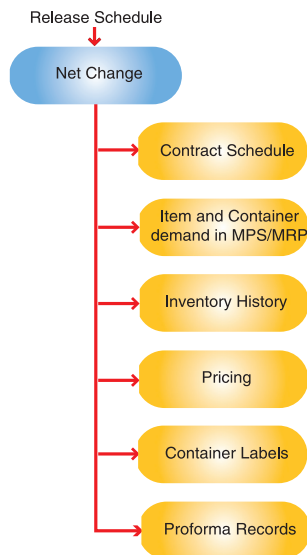 Release Schedule
Net Change
Contract Schedule
Item and Container
demand in MPS/MRP
Inventory History
Pricing
Container Labels
Proforma Records